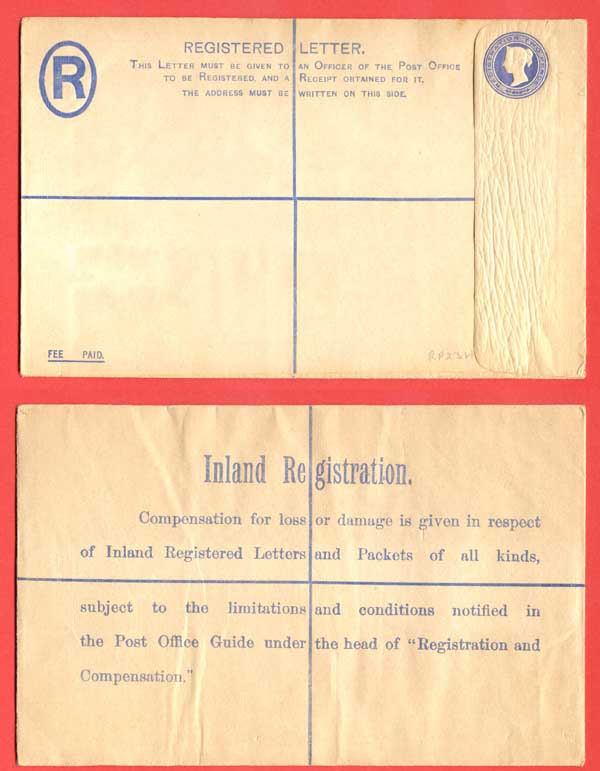 R
REGISTERED LETTER.
THIS LETTER MUST BE GIVEN TO AN OFFICER OF THE POST OFFICE
TO BE REGISTERED, AND A RECEIPT OBTAINED FOR IT.
THE ADDRESS MUST BE WRITTEN ON THIS SIDE.
FEE PAID.
Inland Registration.
Compensation for loss or damage is given in respect
of Inland Registered Letters and Packets of all kinds,
subject to the limitations and conditions notified in
the Post Office Guide under the head of “Registration and
Compensation.”